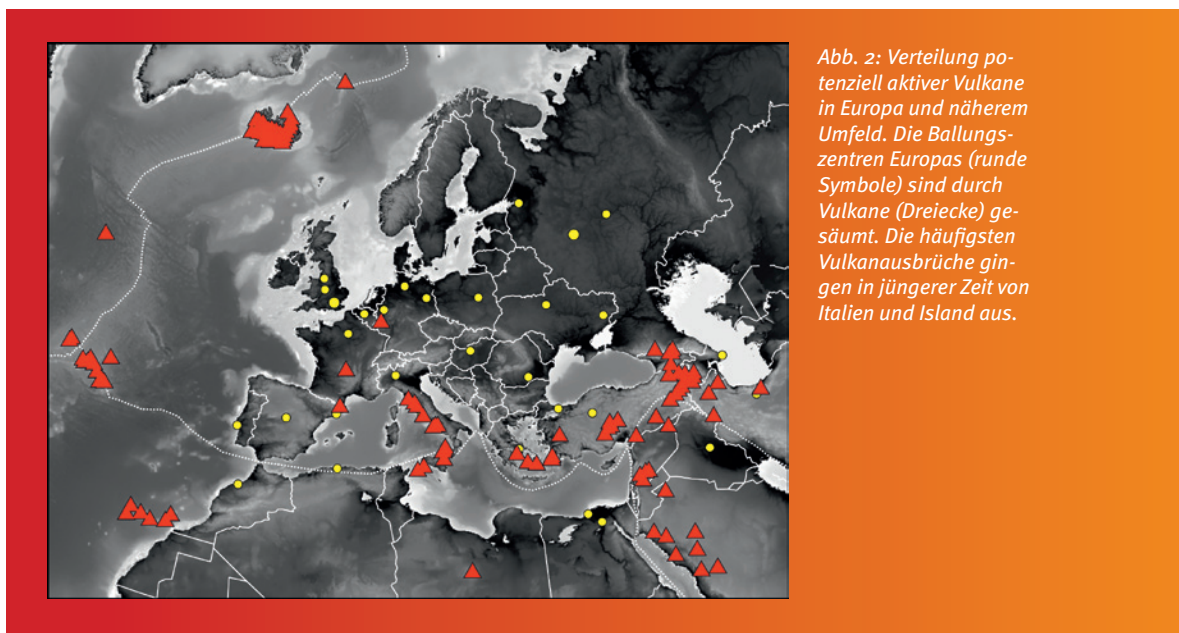 Abb. 2: Verteilung po-
tenziell aktiver Vulkane
in Europa und näherem
Umfeld. Die Ballungs-
zentren Europas (runde
Symbole) sind durch
Vulkane (Dreiecke) ge-
säumt. Die häufigsten
Vulkanausbrüche gin-
gen in jüngerer Zeit von
Italien und Island aus.